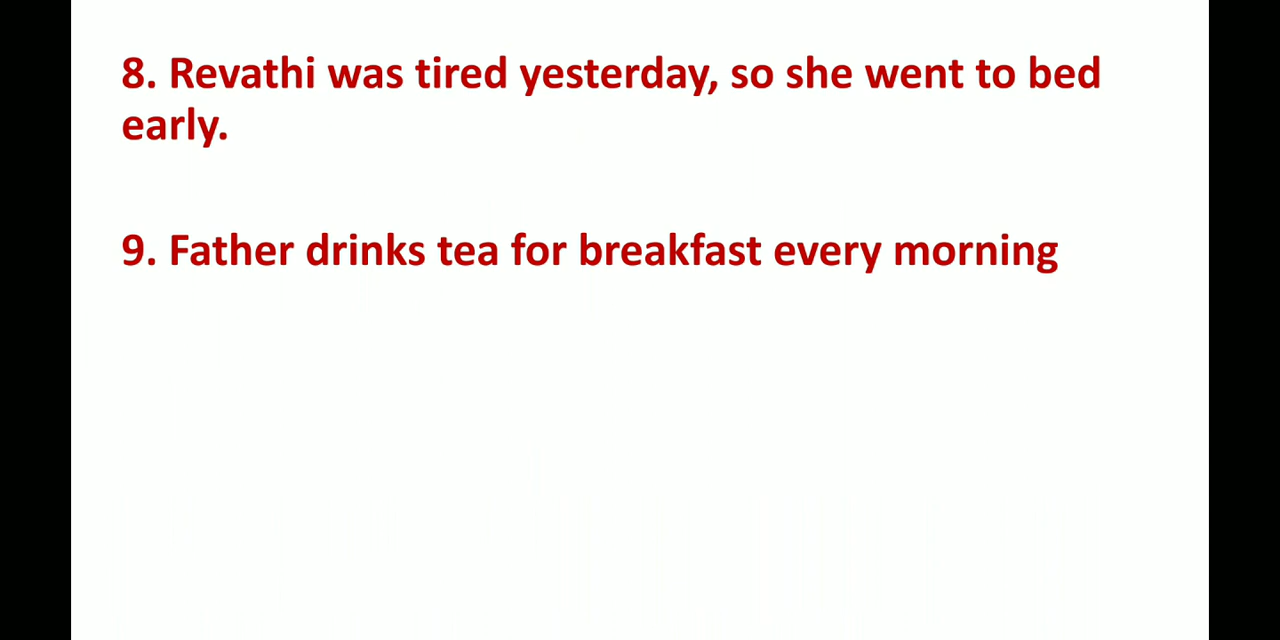 8. Revathi was tired yesterday, so she went to bed
early.
9. Father drinks tea for breakfast every morning